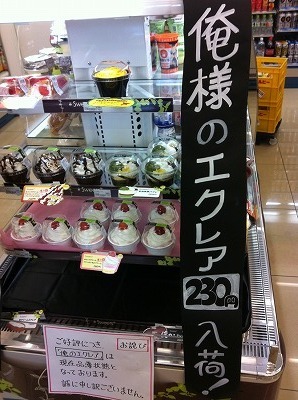 俺様のエクレア230円入荷!
ご好評につき お詫び
「俺のエクレア」は
現在品薄状態と
なっております。
誠に申し訳ございません。
Sweets